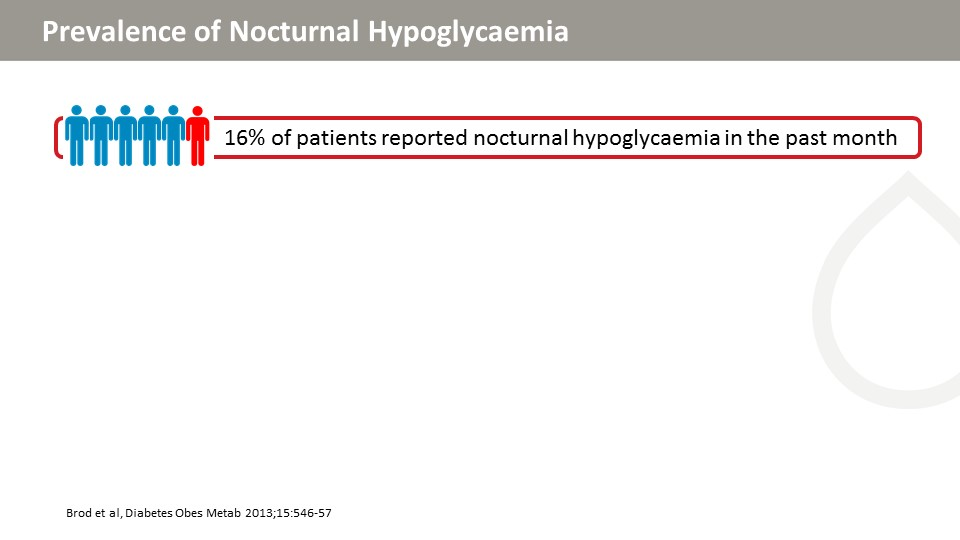 Prevalence of Nocturnal Hypoglycaemia
16% of patients reported nocturnal hypoglycaemia in the past month
Brod et al, Diabetes Obes Metab 2013;15:546-57